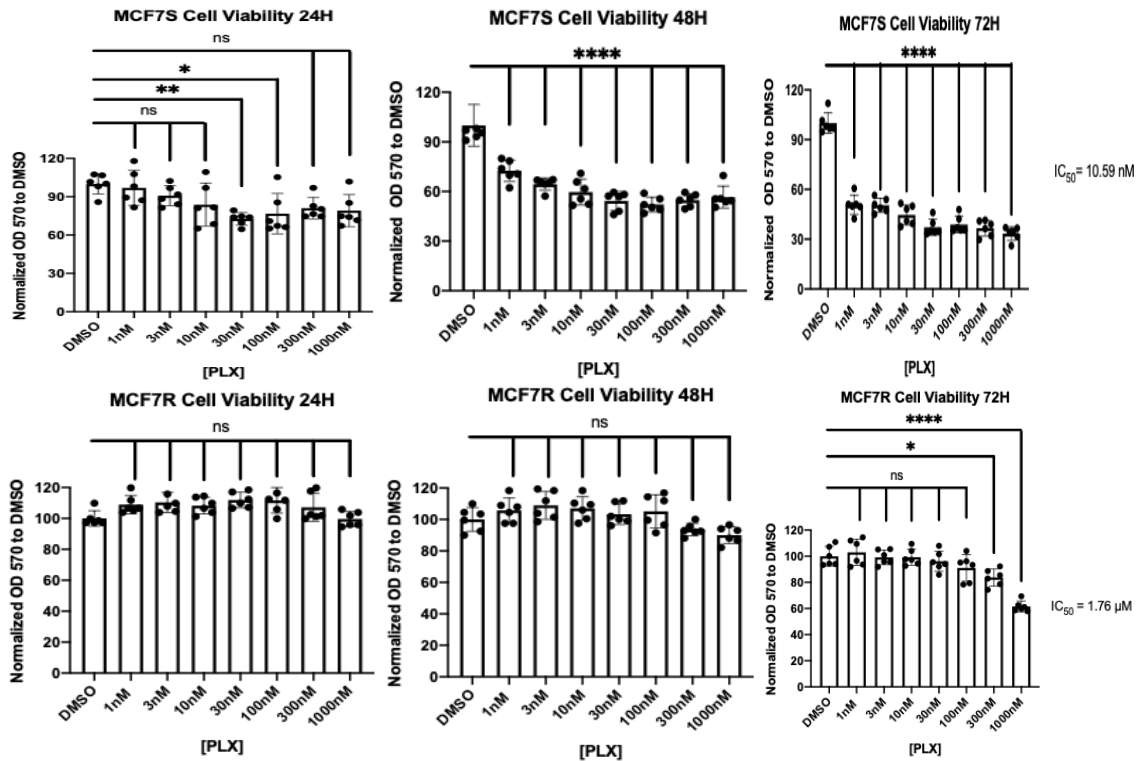 MCF7S Cell Viability 24H
ns
*
**
ns
Normalized OD 570 to DMSO
120
90
60
30
0
DMSO
1nM
3nM
10nM
30nM
100nM
300nM
1000nM
[PLX]
MCF7S Cell Viability 48H
****
Normalized OD 570 to DMSO
120
90
60
30
0
DMSO
1nM
3nM
10nM
30nM
100nM
300nM
1000nM
[PLX]
MCF7S Cell Viability 72H
****
Normalized OD 570 to DMSO
120
90
60
30
0
DMSO
1nM
3nM
10nM
30nM
100nM
300nM
1000nM
[PLX]
IC50= 10.59 nM
MCF7R Cell Viability 24H
ns
Normalized OD 570 to DMSO
120
100
80
60
40
20
0
DMSO
1nM
3nM
10nM
30nM
100nM
300nM
1000nM
[PLX]
MCF7R Cell Viability 48H
ns
Normalized OD 570 to DMSO
120
100
80
60
40
20
0
DMSO
1nM
3nM
10nM
30nM
100nM
300nM
1000nM
[PLX]
MCF7R Cell Viability 72H
****
*
ns
Normalized OD 570 to DMSO
120
100
80
60
40
20
0
DMSO
1nM
3nM
10nM
30nM
100nM
300nM
1000nM
[PLX]
IC50 = 1.76 µM